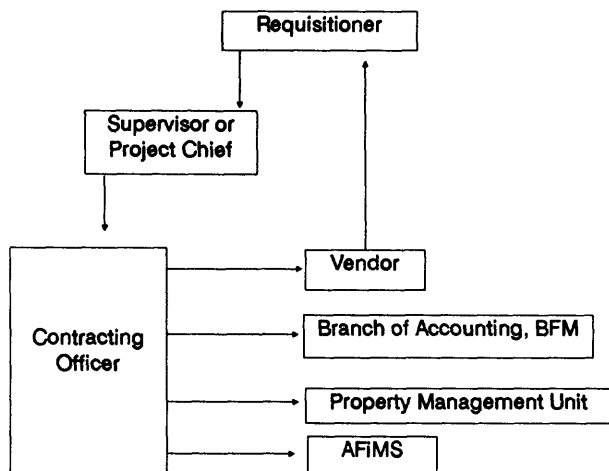 Requisitioner
Supervisor or
Project Chief
Vendor
Contracting
Officer
Branch of Accounting, BFM
Property Management Unit
AFiMS